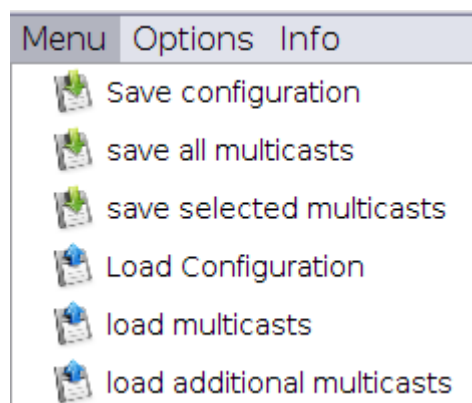 Menu Options Info
Save configuration
save all multicasts
save selected multicasts
Load Configuration
load multicasts
load additional multicasts